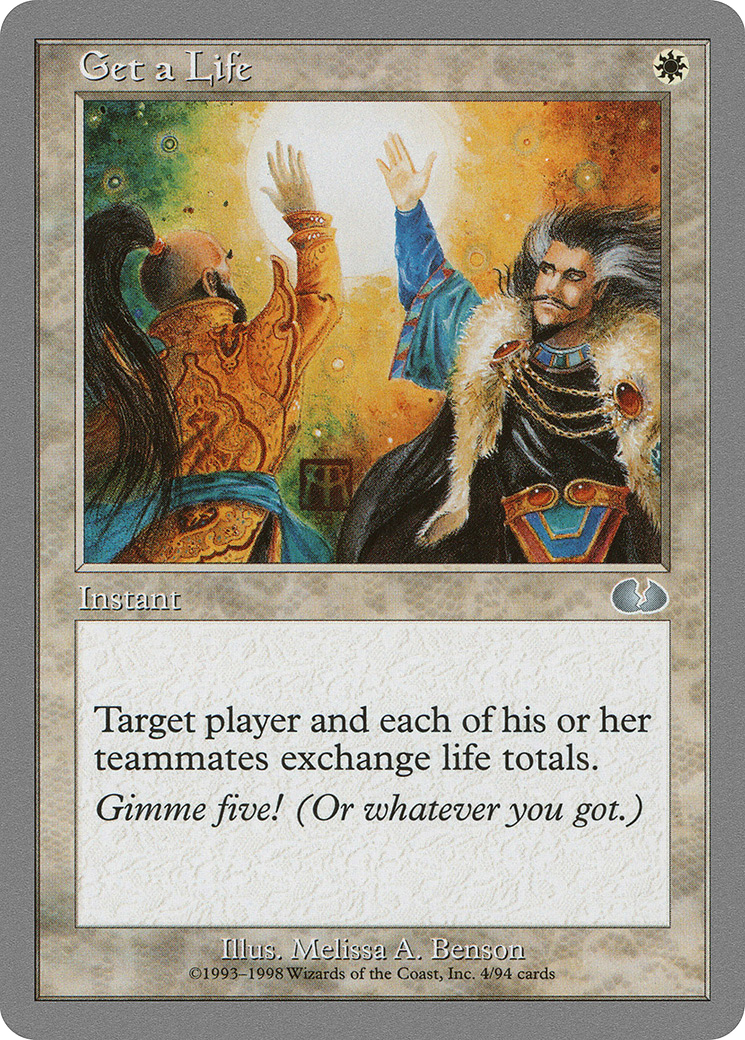 Get a Life
Instant
Target player and each of his or her
teammates exchange life totals.
Gimme five! (Or whatever you got.)
Illus. Melissa A. Benson
©1993–1998 Wizards of the Coast, Inc. 4/94 cards